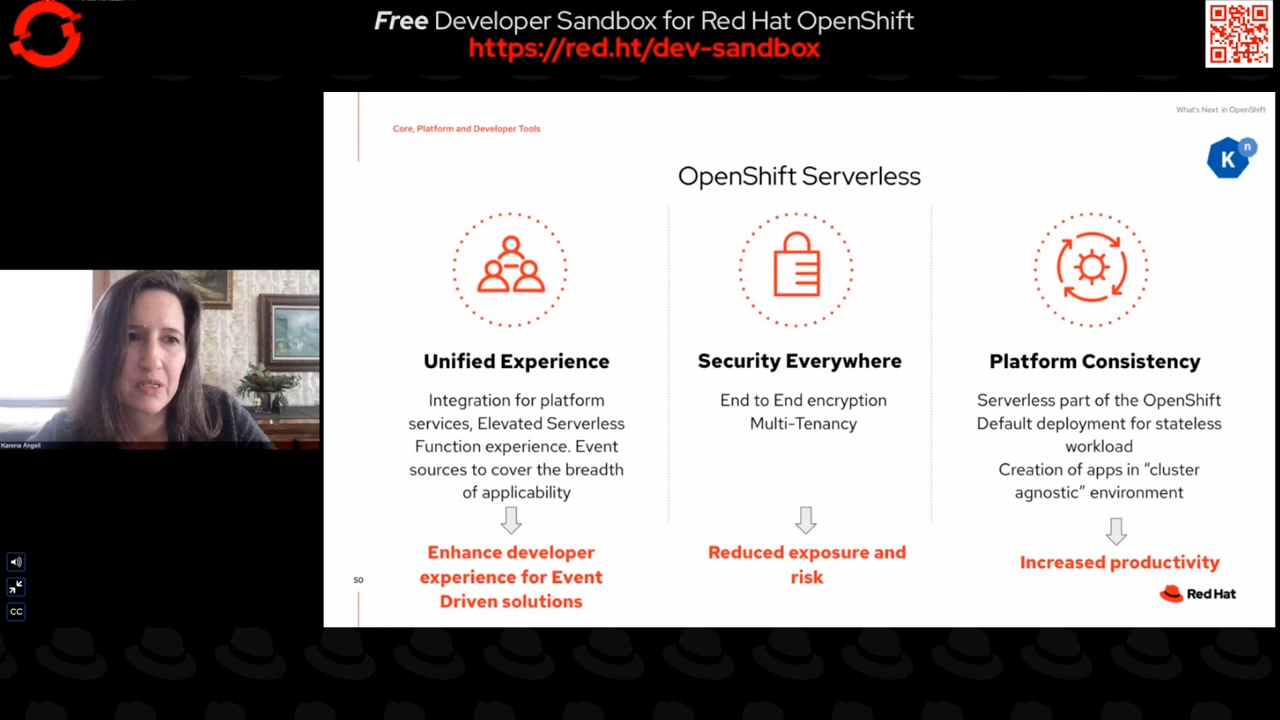 Free Developer Sandbox for Red Hat OpenShift
https://red.ht/dev-sandbox
What's Next in OpenShift
Core, Platform and Developer Tools
K
n
OpenShift Serverless
Unified Experience
Integration for platform
services, Elevated Serverless
Function experience. Event
sources to cover the breadth
of applicability
Enhance developer
experience for Event
Driven solutions
Security Everywhere
End to End encryption
Multi-Tenancy
Reduced exposure and
risk
Platform Consistency
Serverless part of the OpenShift
Default deployment for stateless
workload
Creation of apps in “cluster
agnostic” environment
Increased productivity
50
Red Hat
Karena Angell
CC